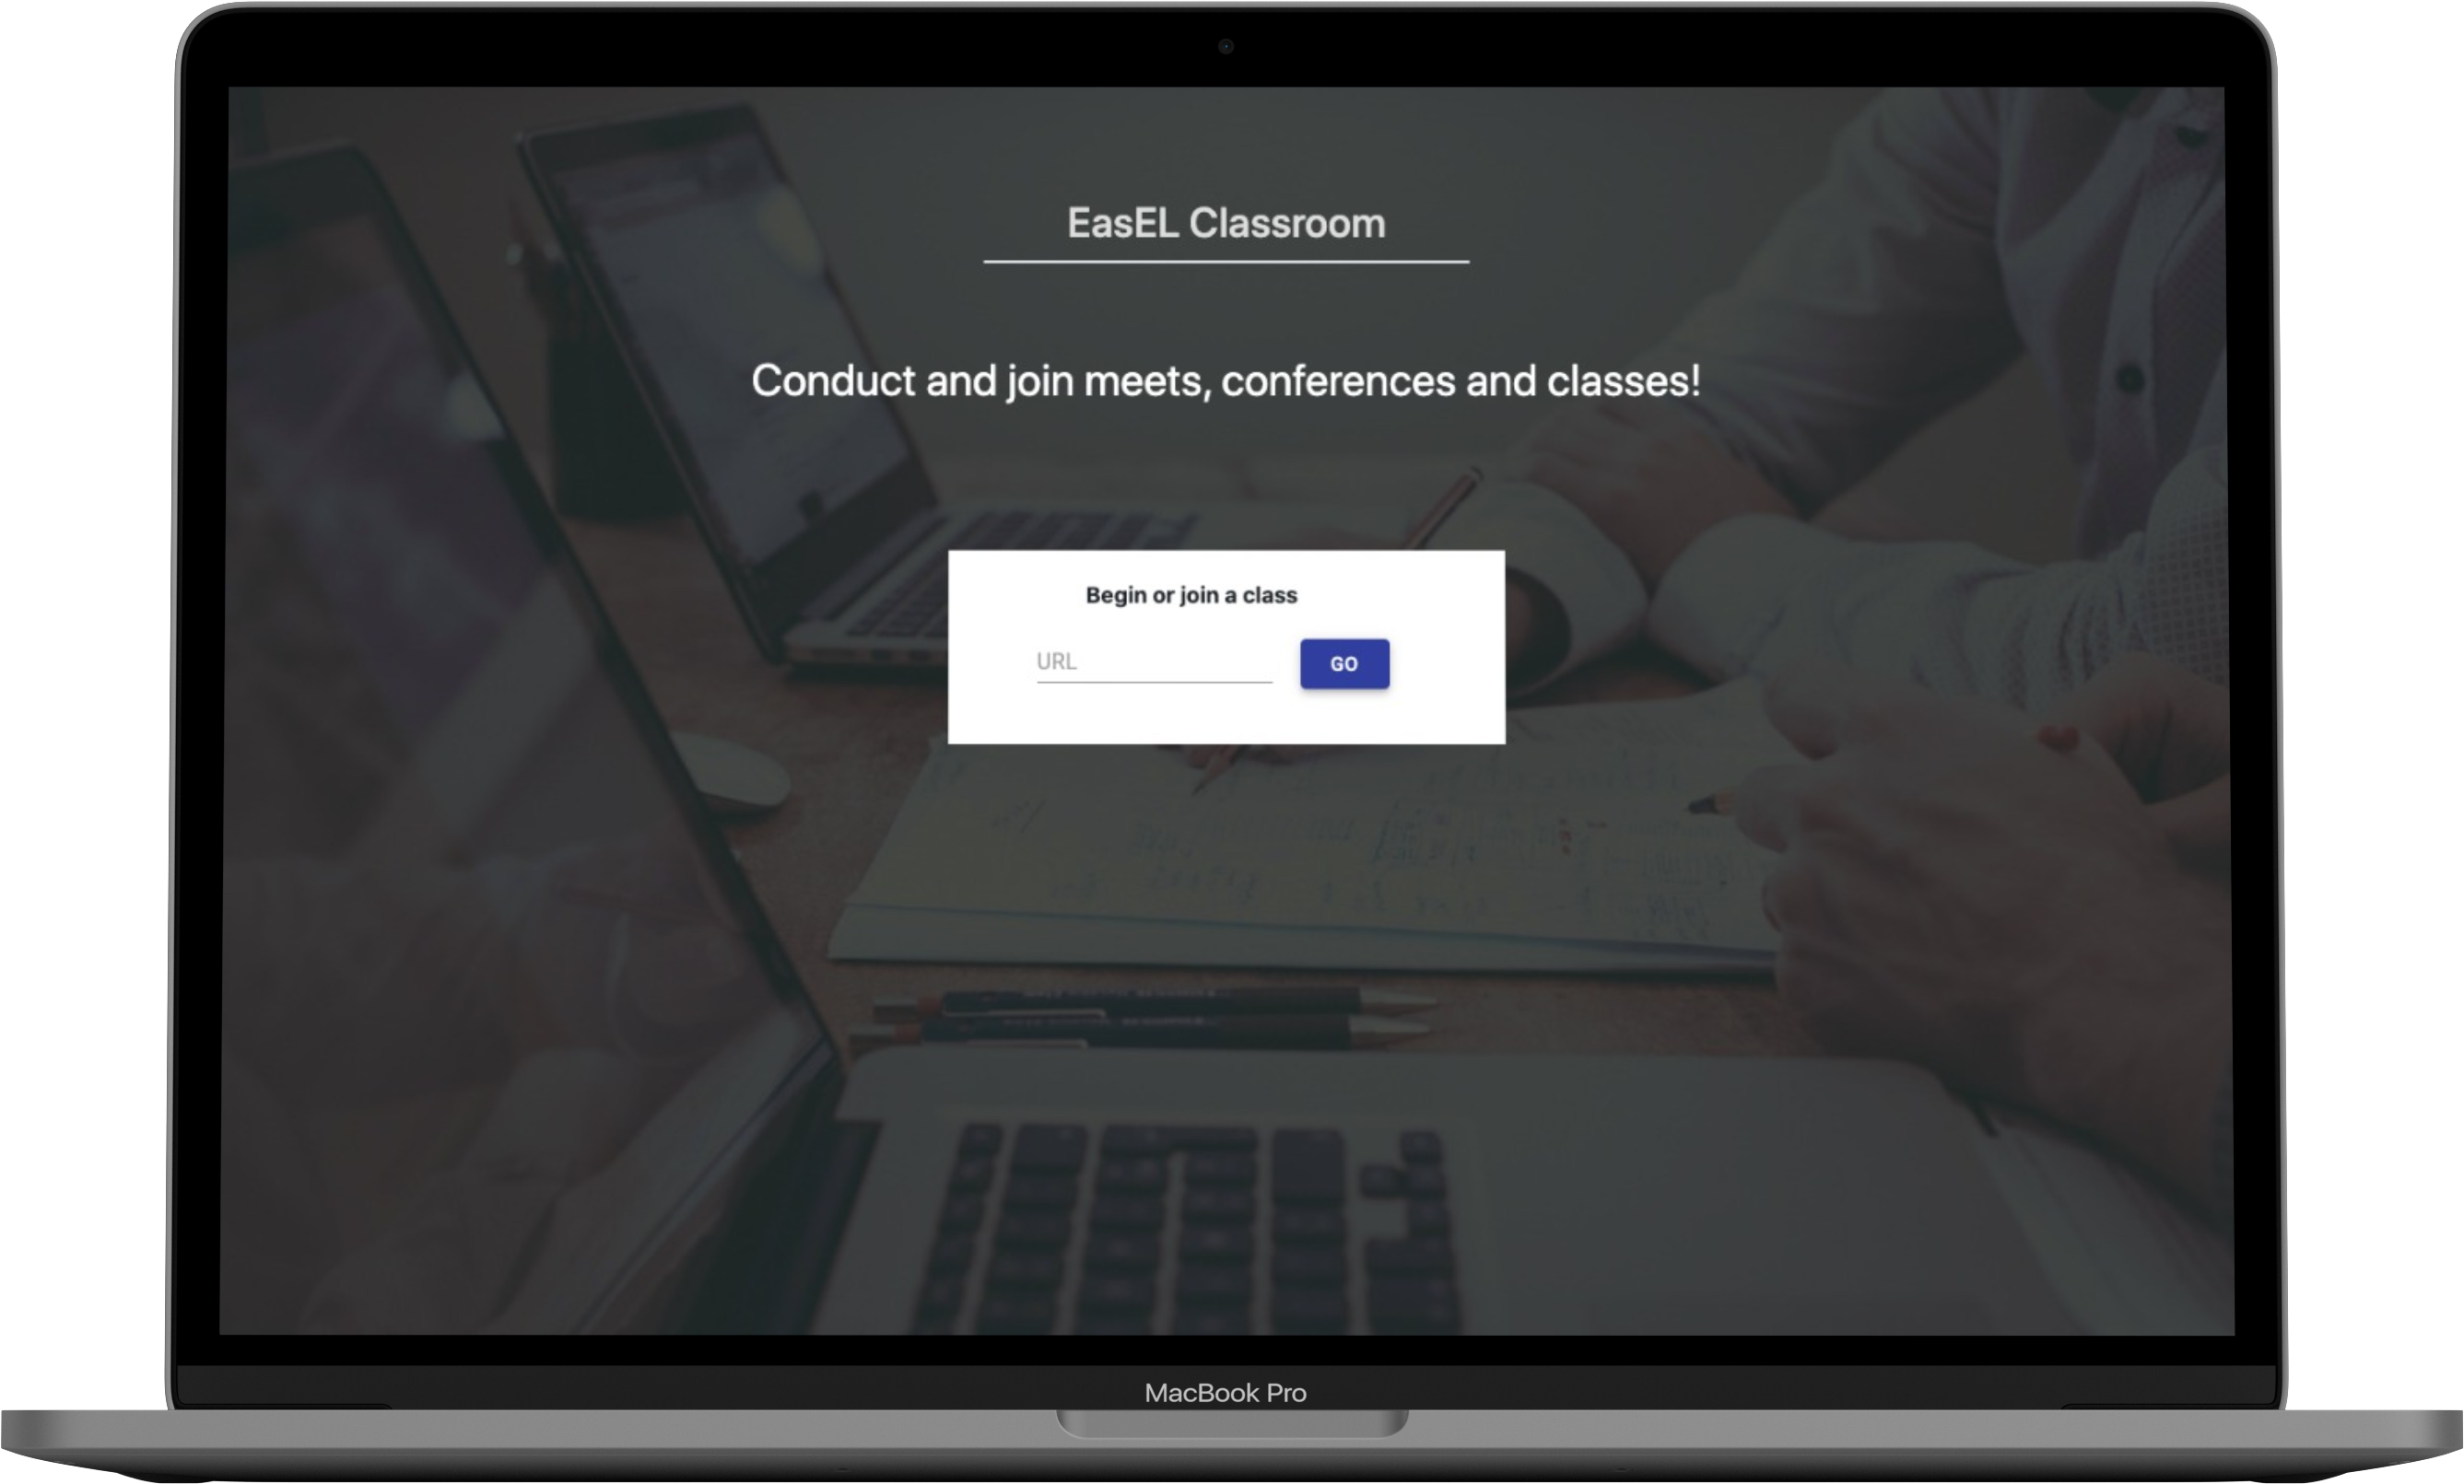 EasEL Classroom
Conduct and join meets, conferences and classes!
Begin or join a class
URL
GO
MacBook Pro